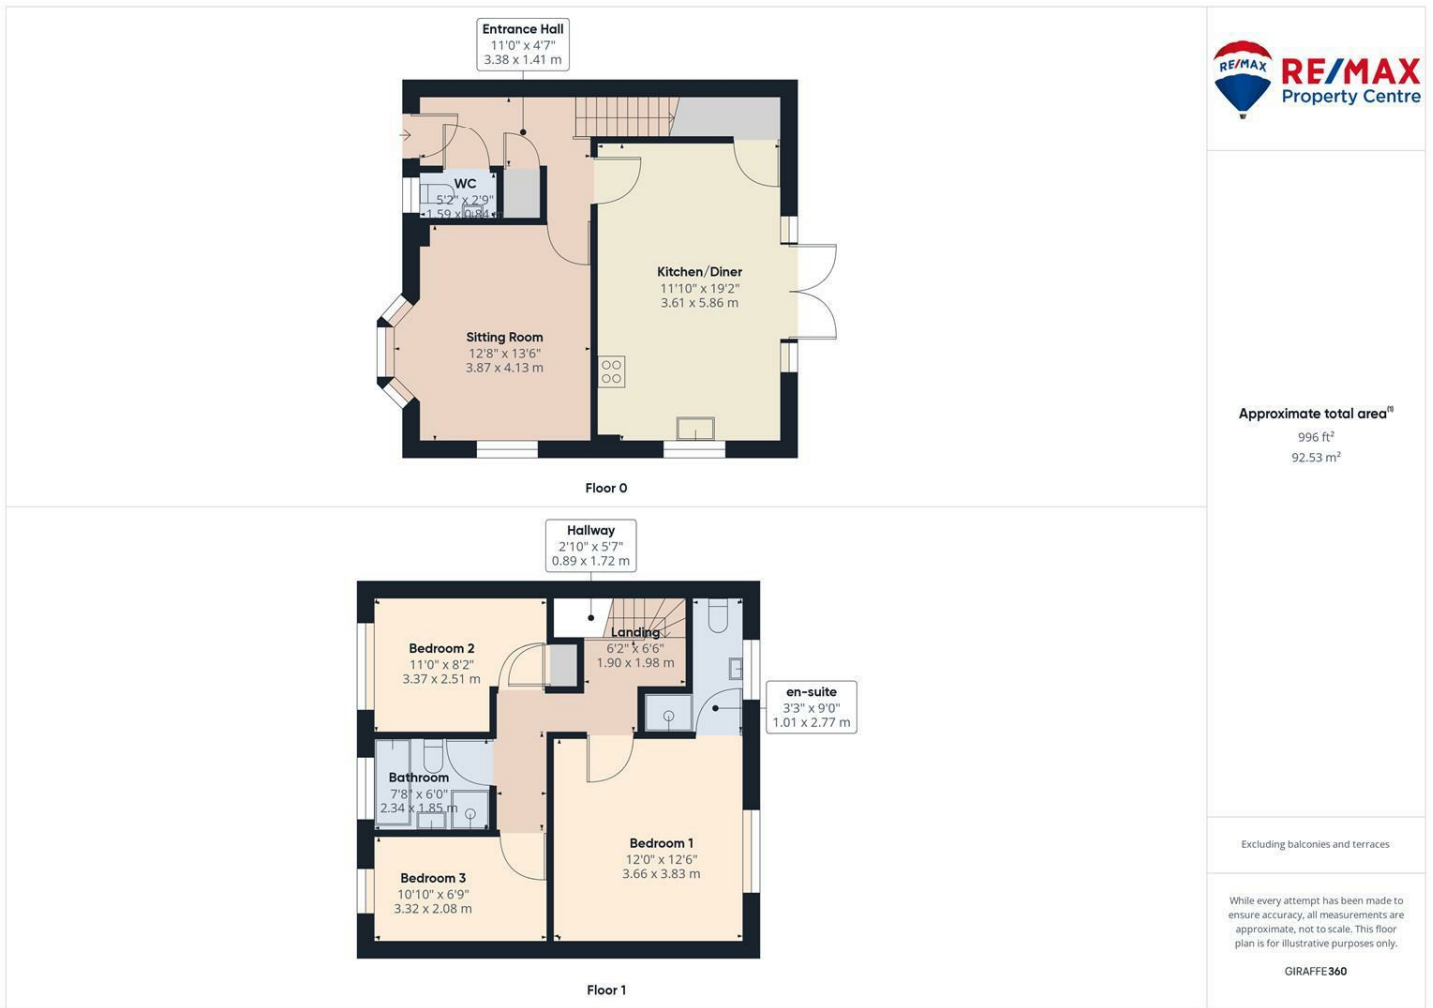 Entrance Hall
11'0" x 4'7"
3.38 x 1.41 m
WC
5'2" x 2'9"
1.59 x 0.84 m
Kitchen/Diner
11'10" x 19'2"
3.61 x 5.86 m
Sitting Room
12'8" x 13'6"
3.87 x 4.13 m
Floor 0
Hallway
2'10" x 5'7"
0.89 x 1.72 m
Landing
6'2" x 6'6"
1.90 x 1.98 m
Bedroom 2
11'0" x 8'2"
3.37 x 2.51 m
en-suite
3'3" x 9'0"
1.01 x 2.77 m
Bathroom
7'8" x 6'0"
2.34 x 1.85 m
Bedroom 1
12'0" x 12'6"
3.66 x 3.83 m
Bedroom 3
10'10" x 6'9"
3.32 x 2.08 m
Floor 1
RE/MAX
RE/MAX
Property Centre
Approximate total area(1)
996 ft²
92.53 m²
Excluding balconies and terraces
While every attempt has been made to
ensure accuracy, all measurements are
approximate, not to scale. This floor
plan is for illustrative purposes only.
GIRAFFE360